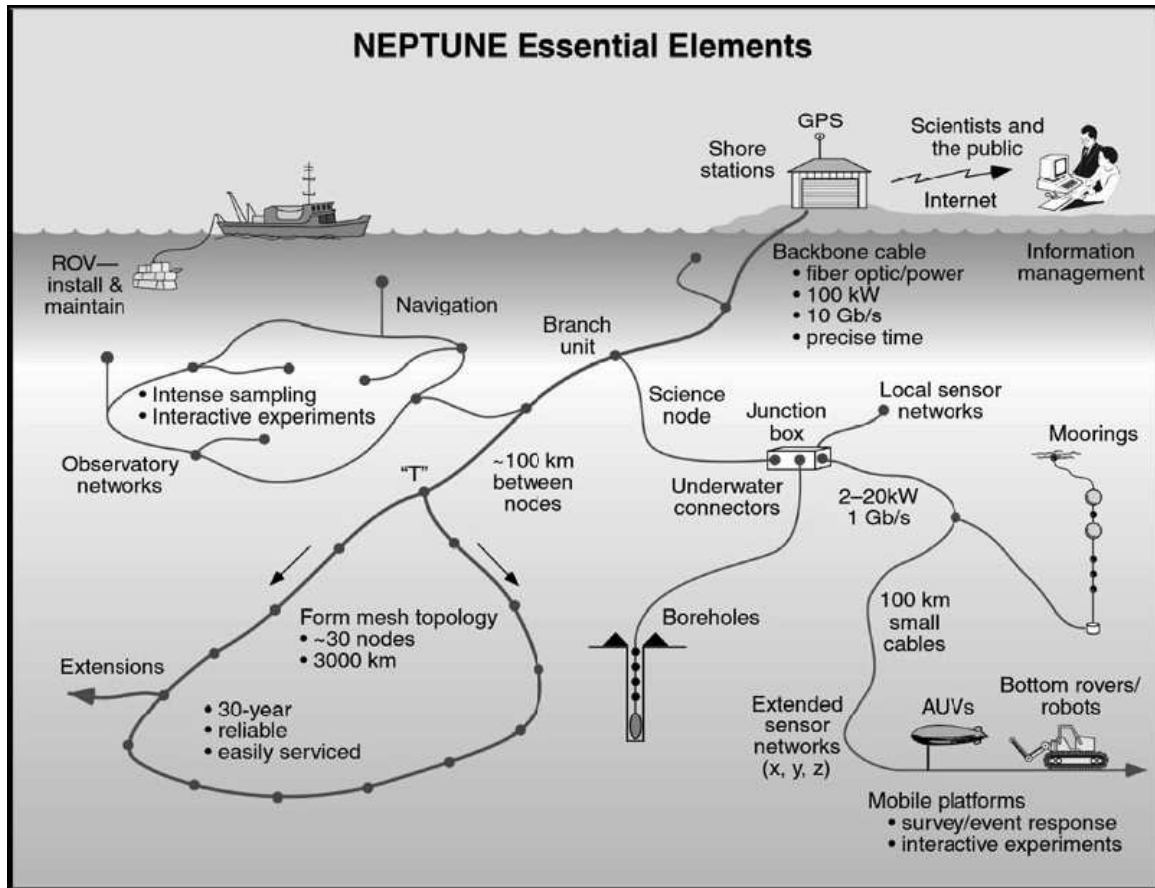 NEPTUNE Essential Elements
GPS
Shore
stations
Scientists and
the public
Internet
ROV—
install &
maintain
Navigation
Backbone cable
• fiber optic/power
• 100 kW
• 10 Gb/s
• precise time
Information
management
Branch
unit
• Intense sampling
• Interactive experiments
Observatory
networks
Science
node
Junction
box
Local sensor
networks
Moorings
"T"
~100 km
between
nodes
Underwater
connectors
2–20kW
1 Gb/s
Form mesh topology
• ~30 nodes
• 3000 km
Boreholes
100 km
small
cables
Extensions
• 30-year
• reliable
• easily serviced
Extended
sensor
networks
(x, y, z)
AUVs
Bottom rovers/
robots
Mobile platforms
• survey/event response
• interactive experiments